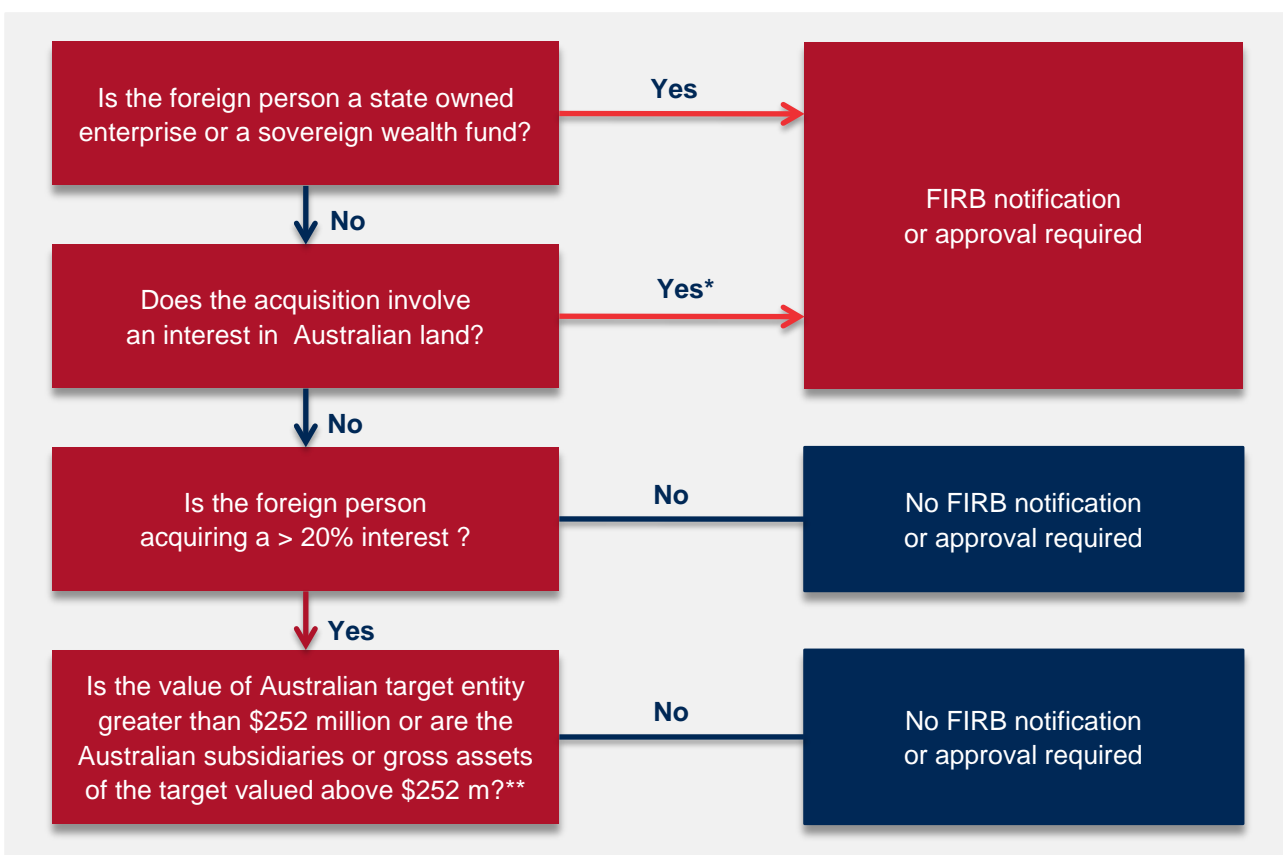 Is the foreign person a state owned
enterprise or a sovereign wealth fund?
Yes
FIRB notification
or approval required
No
Does the acquisition involve
an interest in Australian land?
Yes*
No
Is the foreign person
acquiring a > 20% interest ?
No
No FIRB notification
or approval required
Yes
Is the value of Australian target entity
greater than $252 million or are the
Australian subsidiaries or gross assets
of the target valued above $252 m?**
No
No FIRB notification
or approval required